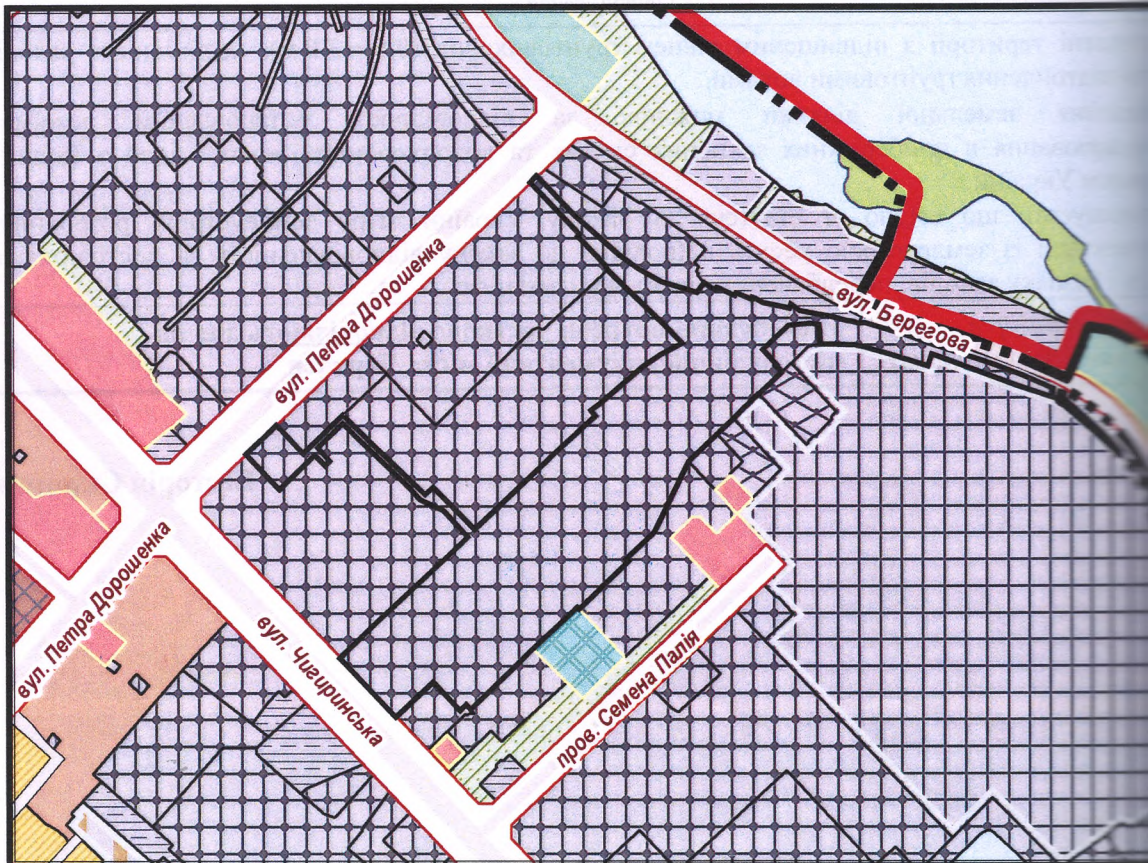 вул. Петра Дорошенка
вул. Берегова
вул. Петра Дорошенка
вул. Чигиринська
пров. Семена Палія